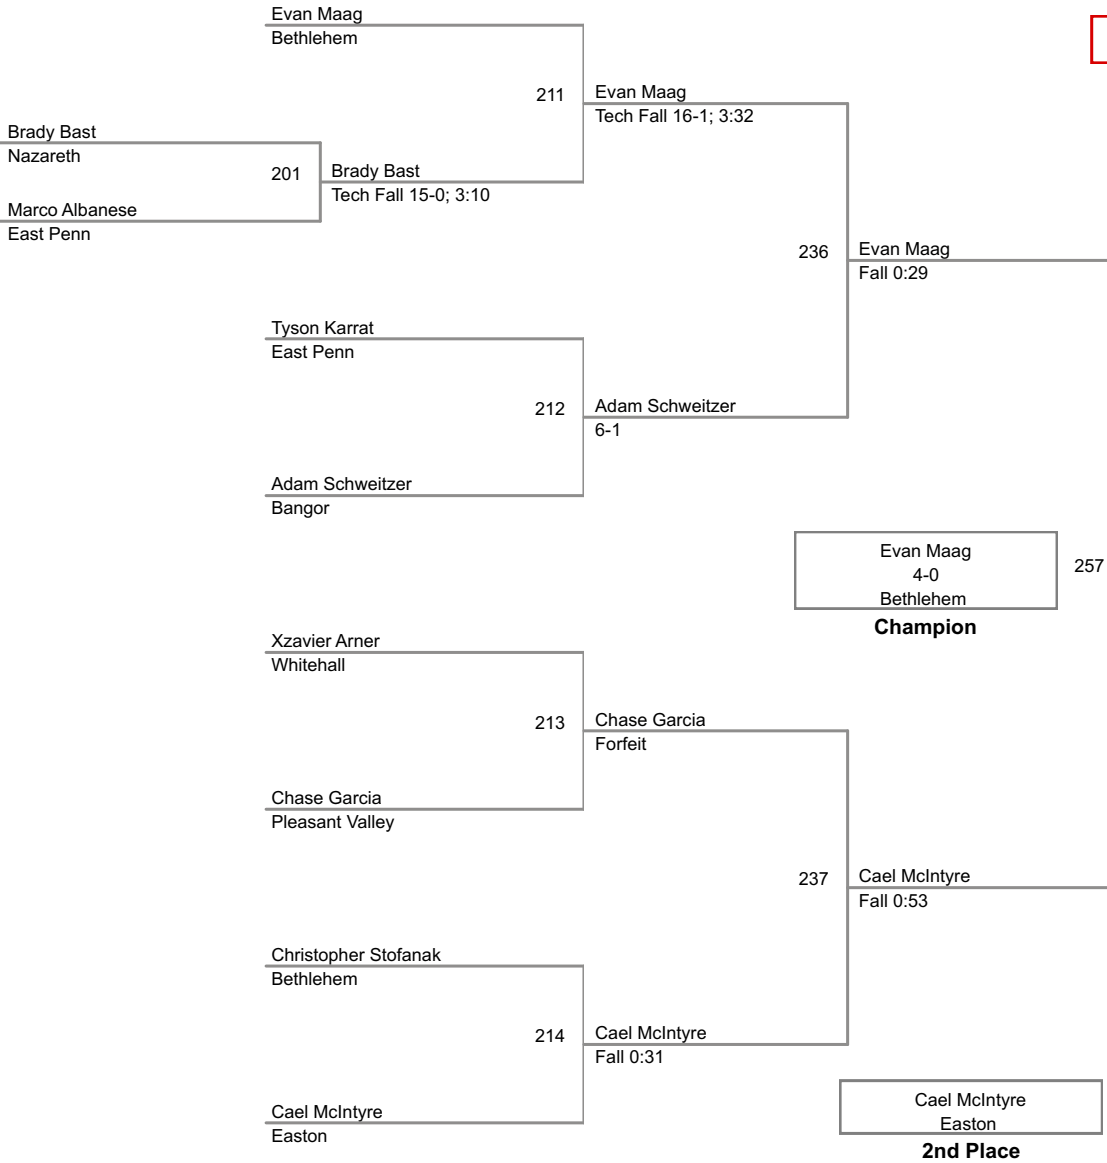 Evan Maag
Bethlehem
211
Evan Maag
Tech Fall 16-1; 3:32
Brady Bast
Nazareth
201
Brady Bast
Tech Fall 15-0; 3:10
Marco Albanese
East Penn
236
Evan Maag
Fall 0:29
Tyson Karrat
East Penn
212
Adam Schweitzer
6-1
Adam Schweitzer
Bangor
Evan Maag
4-0
Bethlehem
257
Champion
Xzavier Arner
Whitehall
213
Chase Garcia
Forfeit
Chase Garcia
Pleasant Valley
237
Cael McIntyre
Fall 0:53
Christopher Stofanak
Bethlehem
214
Cael McIntyre
Fall 0:31
Cael McIntyre
Easton
Cael McIntyre
Easton
2nd Place